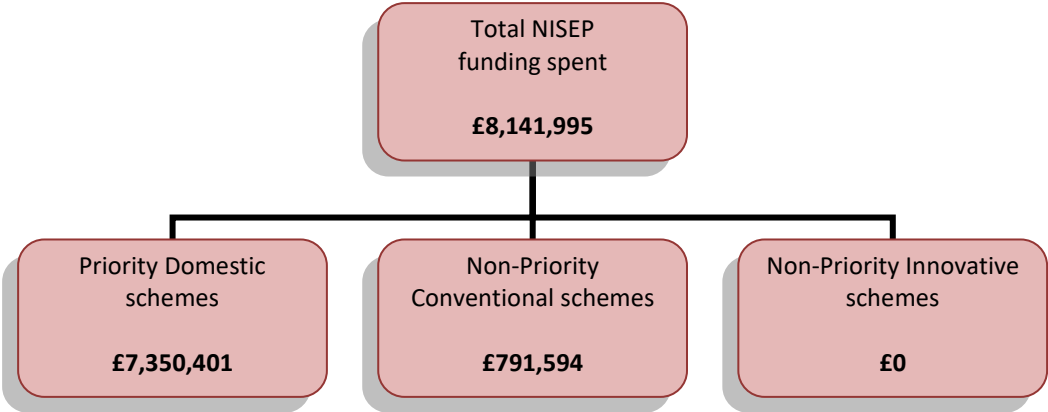 Total NISEP
funding spent
£8,141,995
Priority Domestic
schemes
£7,350,401
Non-Priority
Conventional schemes
£791,594
Non-Priority Innovative
schemes
£0